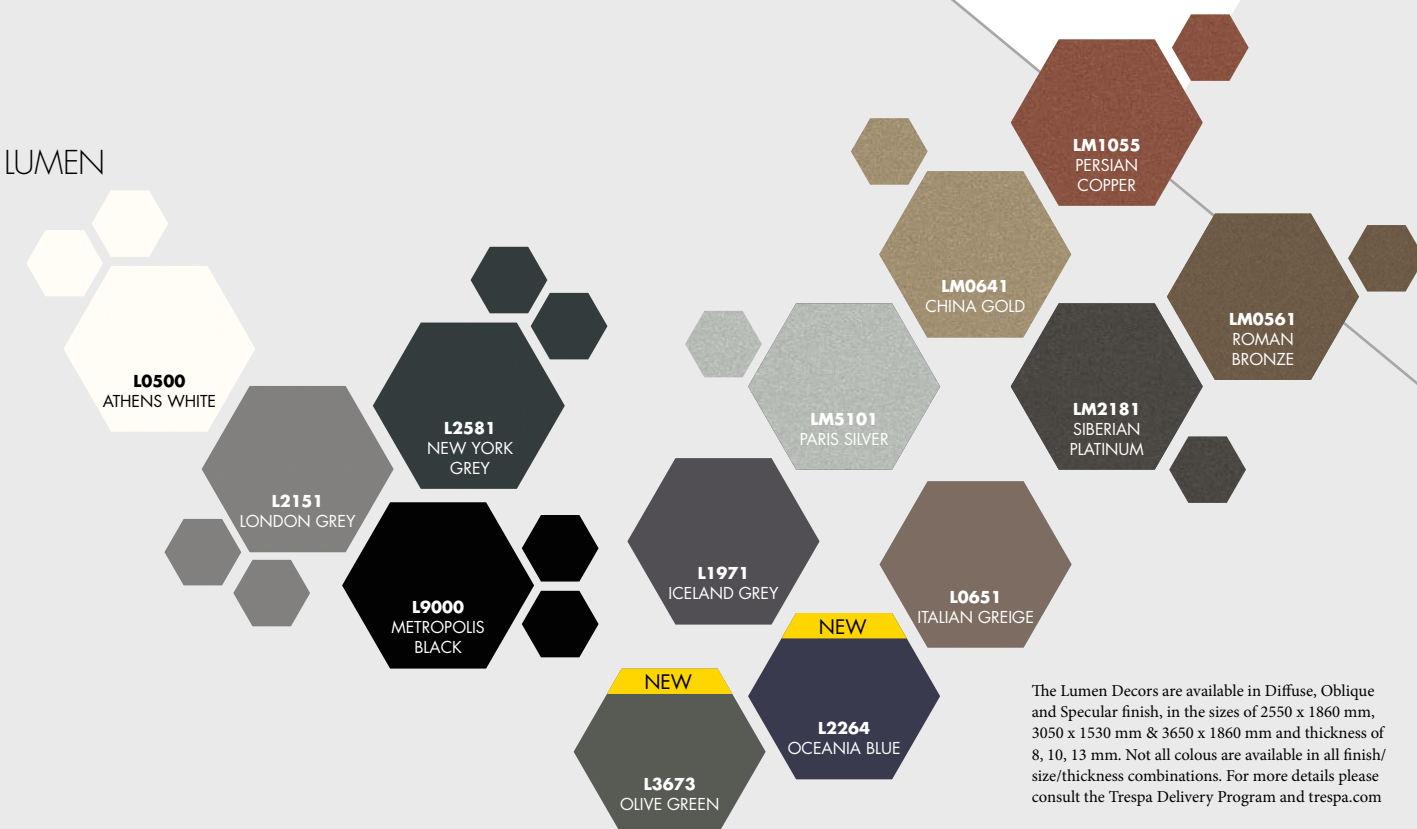 LUMEN
L0500
ATHENS WHITE
L2151
LONDON GREY
L2581
NEW YORK
GREY
L9000
METROPOLIS
BLACK
LM1055
PERSIAN
COPPER
LM0641
CHINA GOLD
LM0561
ROMAN
BRONZE
LM5101
PARIS SILVER
LM2181
SIBERIAN
PLATINUM
L1971
ICELAND GREY
L0651
ITALIAN GREIGE
NEW
L2264
OCEANIA BLUE
NEW
L3673
OLIVE GREEN
The Lumen Decors are available in Diffuse, Oblique
and Specular finish, in the sizes of 2550 x 1860 mm,
3050 x 1530 mm & 3650 x 1860 mm and thickness of
8, 10, 13 mm. Not all colous are available in all finish/
size/thickness combinations. For more details please
consult the Trespa Delivery Program and trespa.com